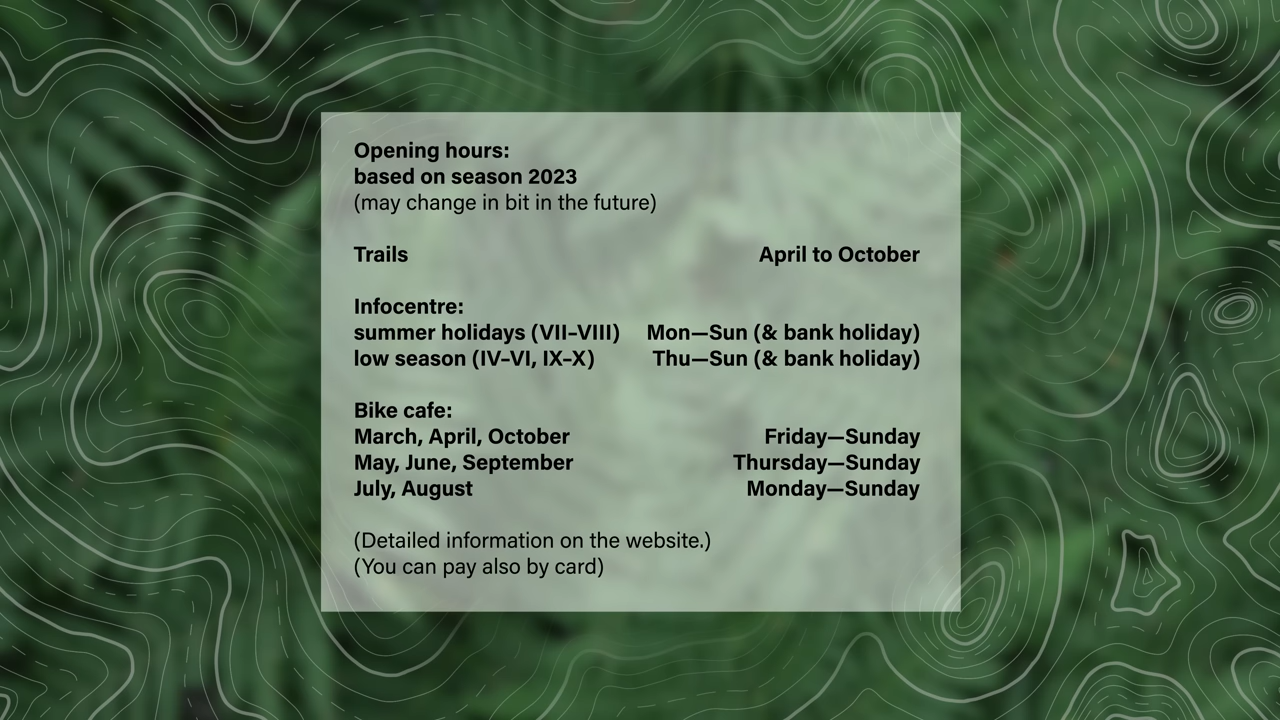 Opening hours:
based on season 2023
(may change in bit in the future)
Trails April to October
Infocentre:
summer holidays (VII–VIII) Mon—Sun (& bank holiday)
low season (IV–VI, IX–X) Thu—Sun (& bank holiday)
Bike cafe:
March, April, October Friday—Sunday
May, June, September Thursday—Sunday
July, August Monday—Sunday
(Detailed information on the website.)
(You can pay also by card)